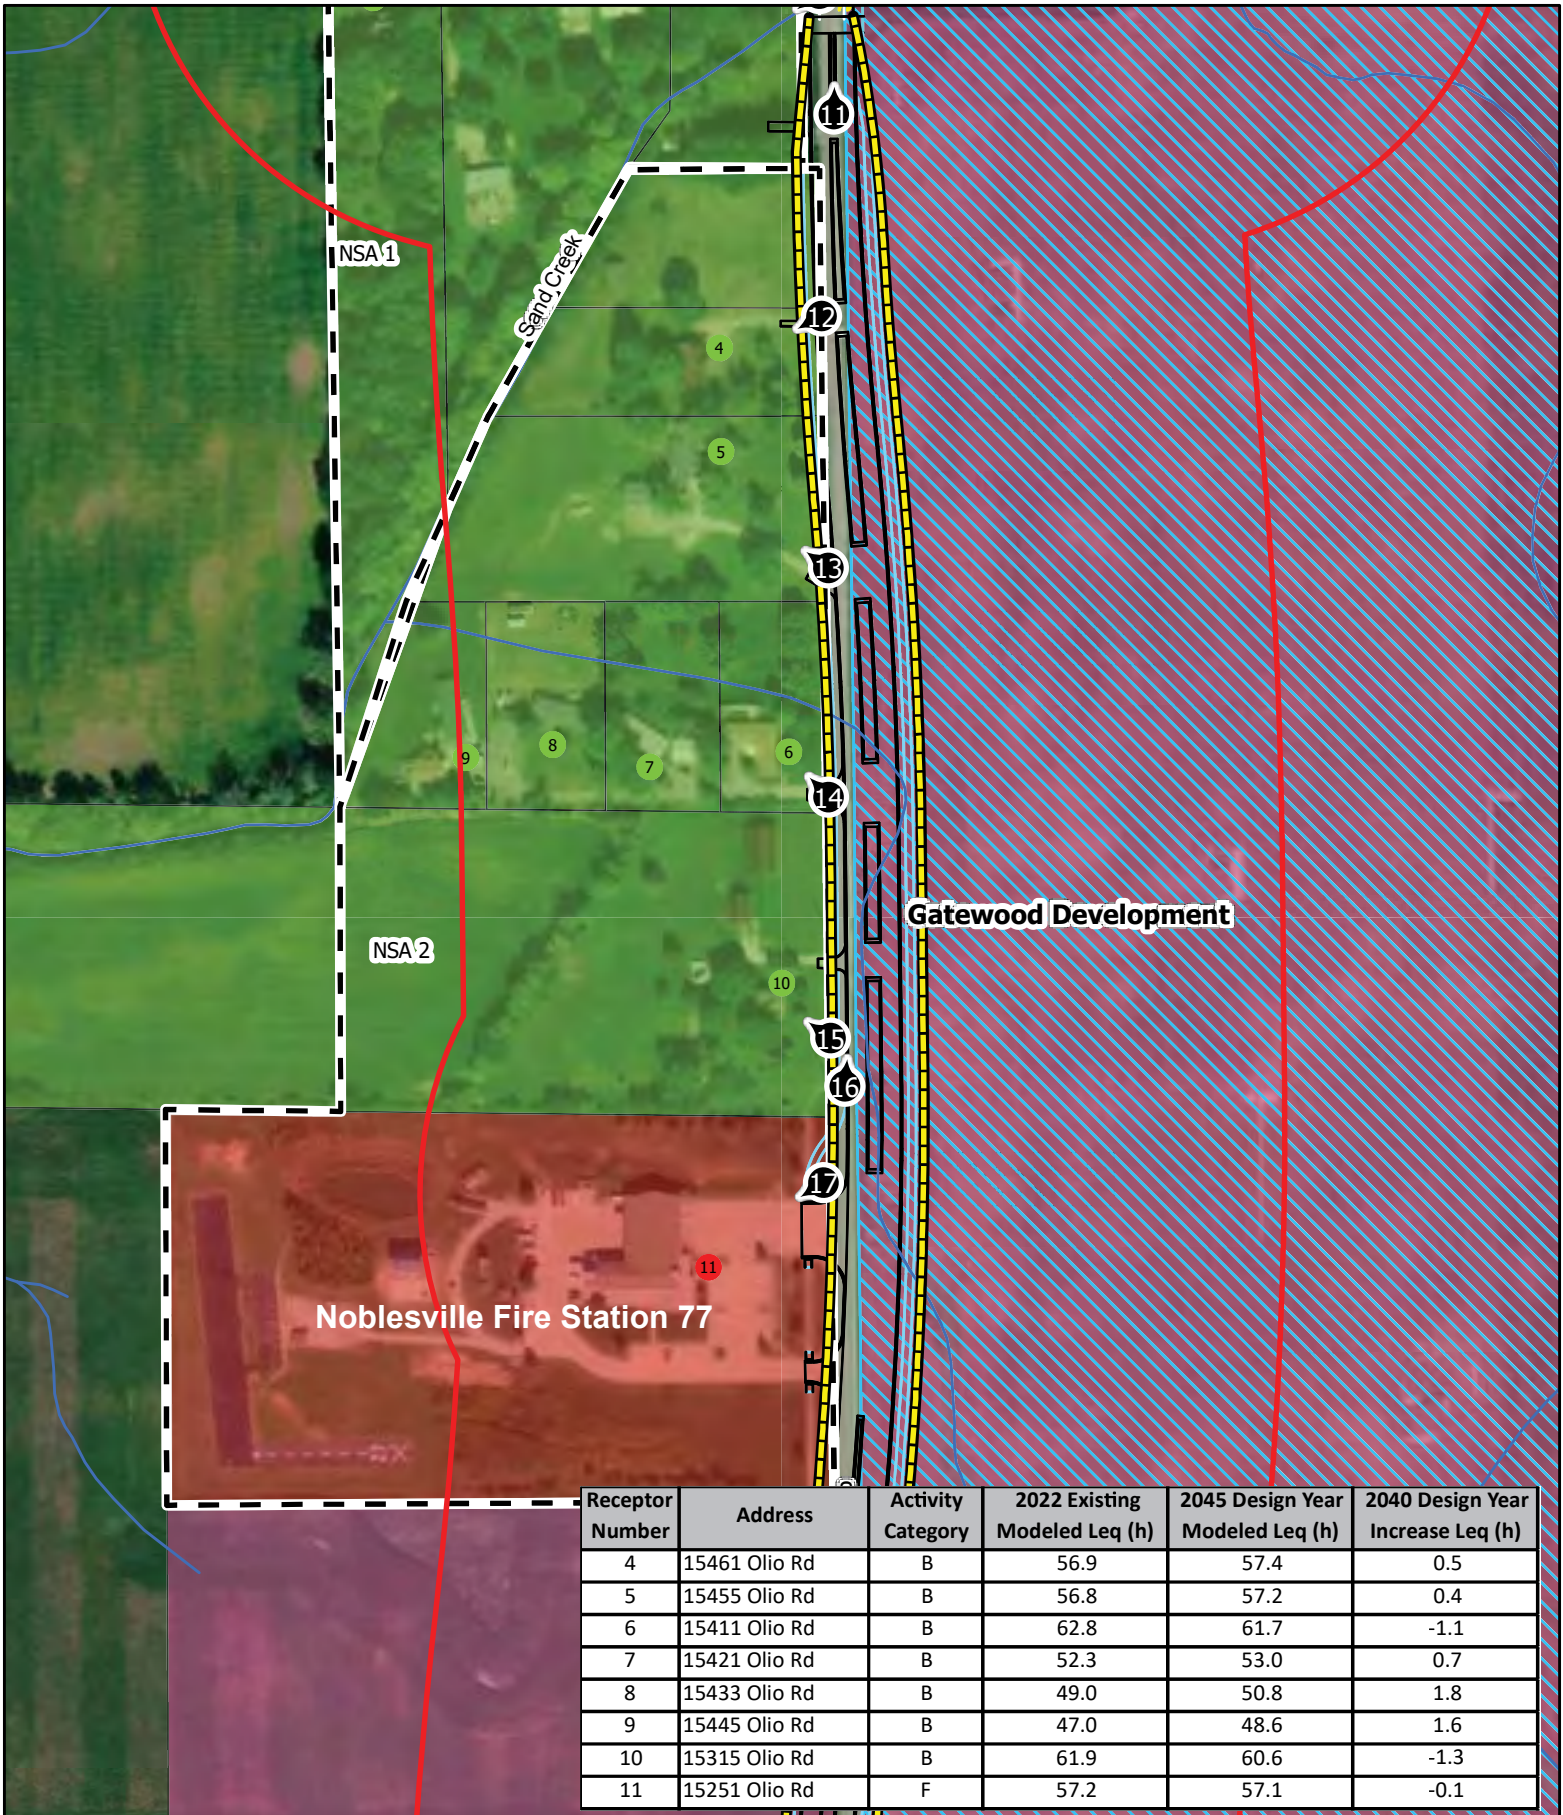 11
NSA 1
Sand Creek
12
4
5
13
9
8
7
6
14
Gatewood Development
NSA 2
10
15
16
17
11
Noblesville Fire Station 77
Receptor Number | Address | Activity Category | 2022 Existing Modeled Leq (h) | 2045 Design Year Modeled Leq (h) | 2040 Design Year Increase Leq (h)
4 | 15461 Olio Rd | B | 56.9 | 57.4 | 0.5
5 | 15455 Olio Rd | B | 56.8 | 57.2 | 0.4
6 | 15411 Olio Rd | B | 62.8 | 61.7 | -1.1
7 | 15421 Olio Rd | B | 52.3 | 53.0 | 0.7
8 | 15433 Olio Rd | B | 49.0 | 50.8 | 1.8
9 | 15445 Olio Rd | B | 47.0 | 48.6 | 1.6
10 | 15315 Olio Rd | B | 61.9 | 60.6 | -1.3
11 | 15251 Olio Rd | F | 57.2 | 57.1 | -0.1